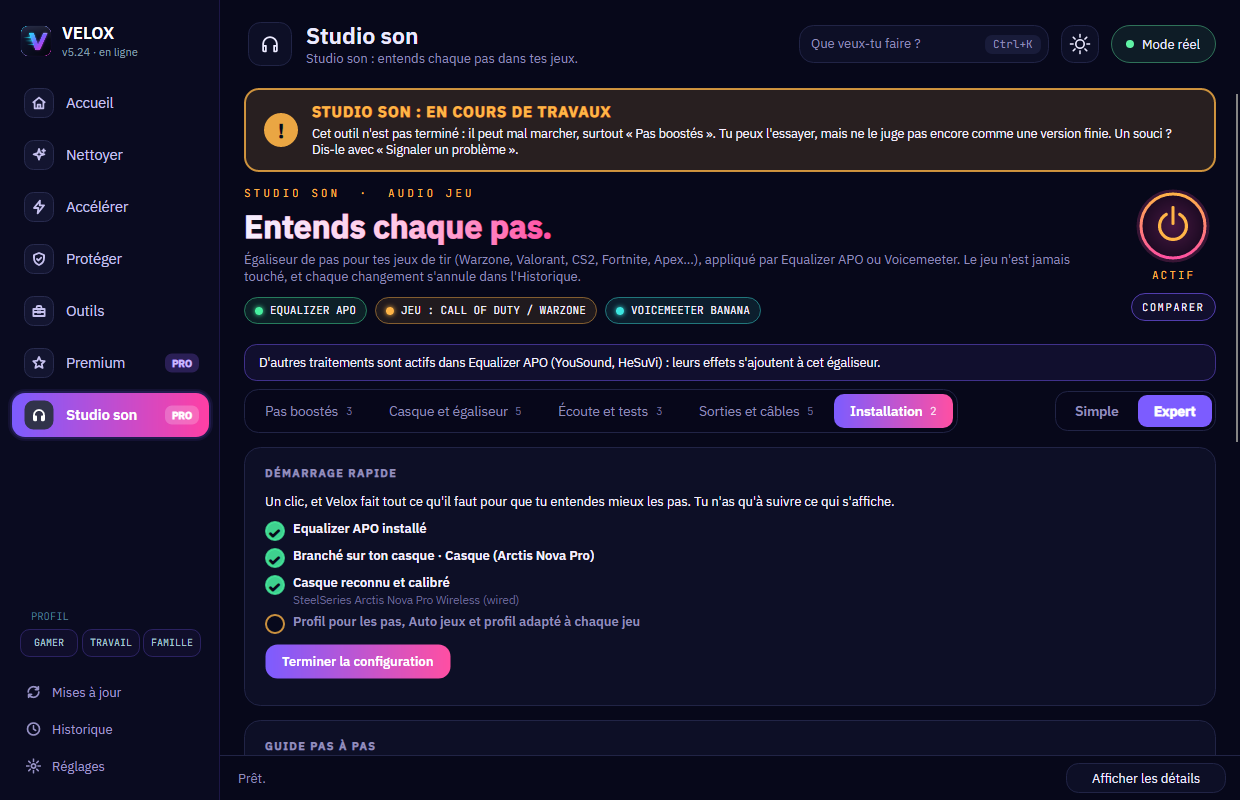 VELOX
v5.24 · en ligne
Accueil
Nettoyer
Accélérer
Protéger
Outils
Premium PRO
Studio son PRO
PROFIL
GAMER TRAVAIL FAMILLE
Mises à jour
Historique
Réglages
Studio son
Studio son : entends chaque pas dans tes jeux.
Que veux-tu faire ? Ctrl+K
Mode réel
STUDIO SON : EN COURS DE TRAVAUX
Cet outil n'est pas terminé : il peut mal marcher, surtout « Pas boostés ». Tu peux l'essayer, mais ne le juge pas encore comme une version finie. Un souci ?
Dis-le avec « Signaler un problème ».
STUDIO SON · AUDIO JEU
Entends chaque pas.
Égaliseur de pas pour tes jeux de tir (Warzone, Valorant, CS2, Fortnite, Apex…), appliqué par Equalizer APO ou Voicemeeter. Le jeu n'est jamais
touché, et chaque changement s'annule dans l'Historique.
EQUALIZER APO JEU : CALL OF DUTY / WARZONE VOICEMEETER BANANA
ACTIF
COMPARER
D'autres traitements sont actifs dans Equalizer APO (YouSound, HeSuVi) : leurs effets s'ajoutent à cet égaliseur.
Pas boostés 3 Casque et égaliseur 5 Écoute et tests 3 Sorties et câbles 5 Installation 2
Simple Expert
DÉMARRAGE RAPIDE
Un clic, et Velox fait tout ce qu'il faut pour que tu entendes mieux les pas. Tu n'as qu'à suivre ce qui s'affiche.
Equalizer APO installé
Branché sur ton casque · Casque (Arctis Nova Pro)
Casque reconnu et calibré
SteelSeries Arctis Nova Pro Wireless (wired)
Profil pour les pas, Auto jeux et profil adapté à chaque jeu
Terminer la configuration
GUIDE PAS À PAS
Prêt.
Afficher les détails